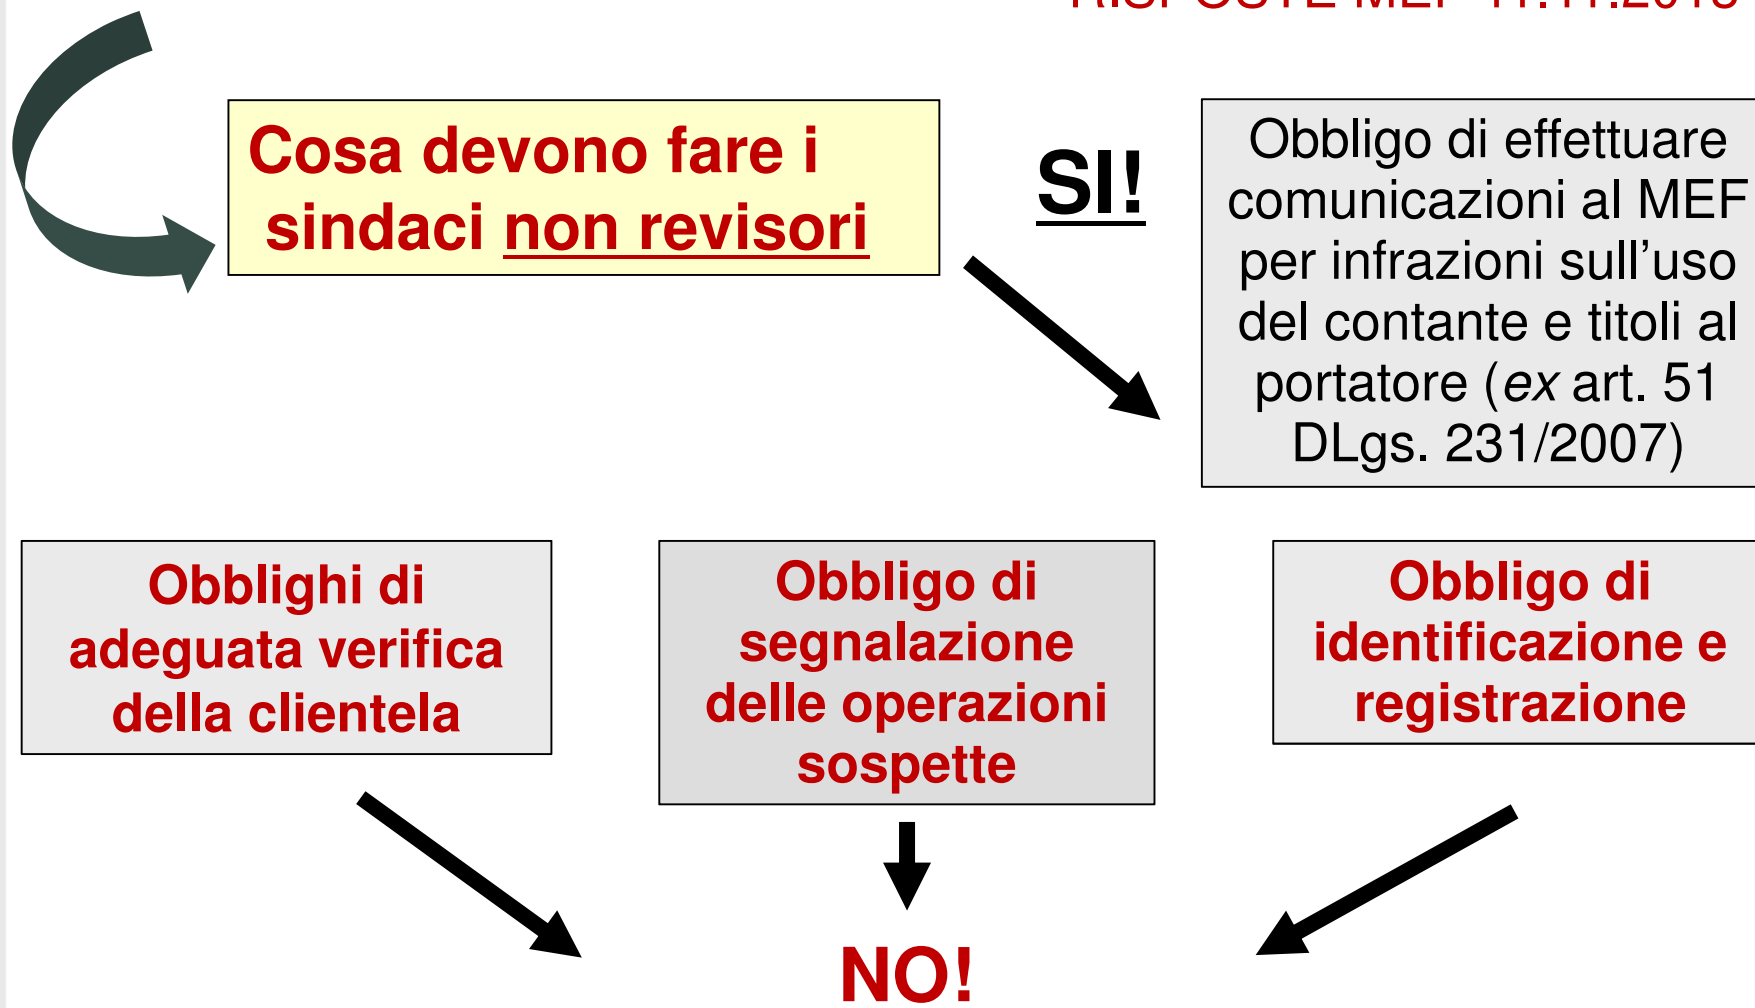 Cosa devono fare i
sindaci non revisori
SI!
Obbligo di effettuare
comunicazioni al MEF
per infrazioni sull’uso
del contante e titoli al
portatore (ex art. 51
DLgs. 231/2007)
Obblighi di
adeguata verifica
della clientela
Obbligo di
segnalazione
delle operazioni
sospette
Obbligo di
identificazione e
registrazione
NO!